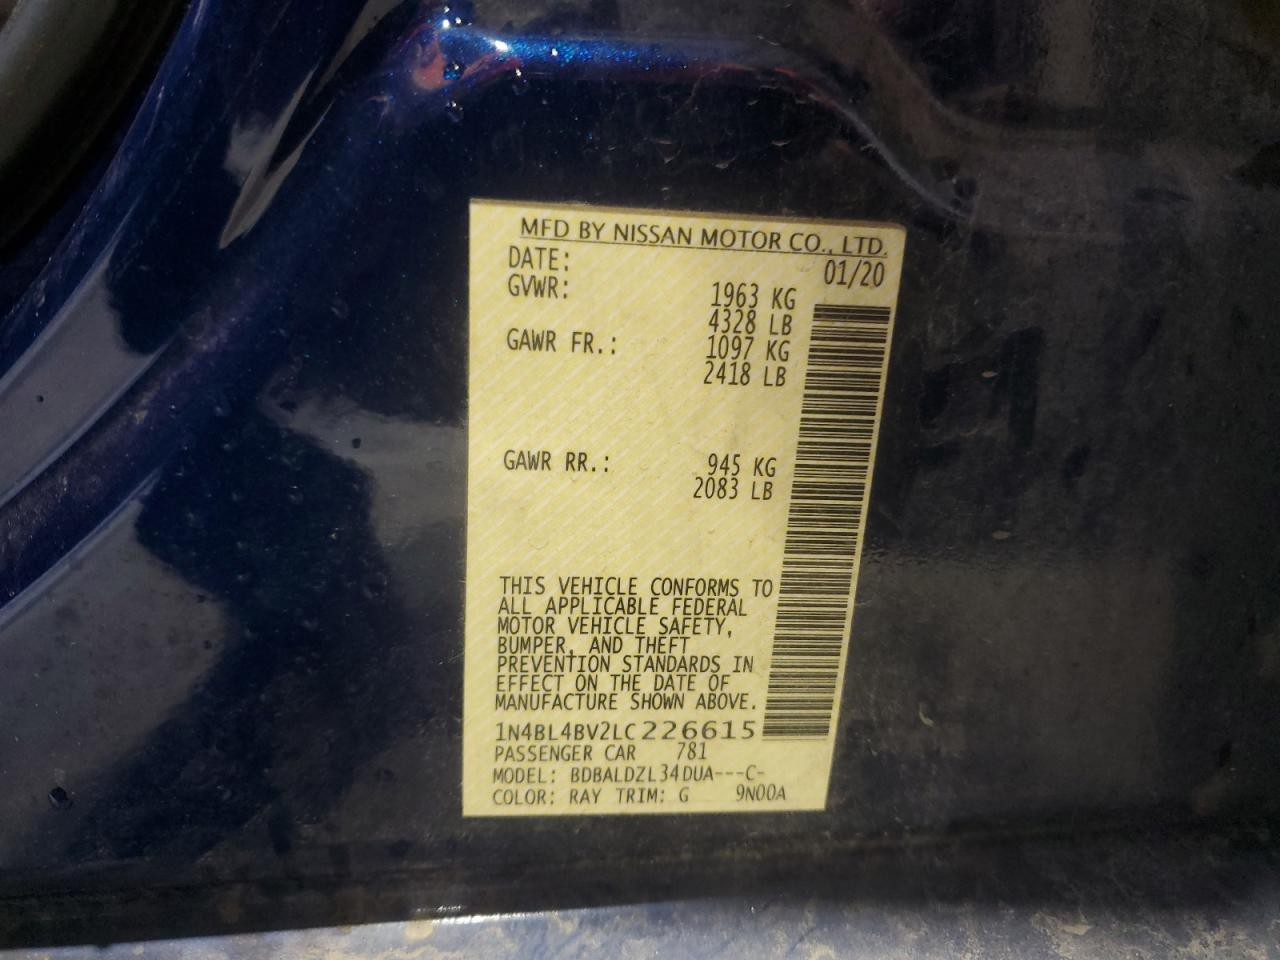 MFD BY NISSAN MOTOR CO., LTD.
DATE: 01/20
GVWR: 1963 KG
4328 LB
GAWR FR.: 1097 KG
2418 LB
GAWR RR.: 945 KG
2083 LB
THIS VEHICLE CONFORMS TO
ALL APPLICABLE FEDERAL
MOTOR VEHICLE SAFETY,
BUMPER, AND THEFT
PREVENTION STANDARDS IN
EFFECT ON THE DATE OF
MANUFACTURE SHOWN ABOVE.
1N4BL4BV2LC226615
PASSENGER CAR 781
MODEL: BDBALDZL34DUA---C-
COLOR: RAY TRIM: G 9N00A